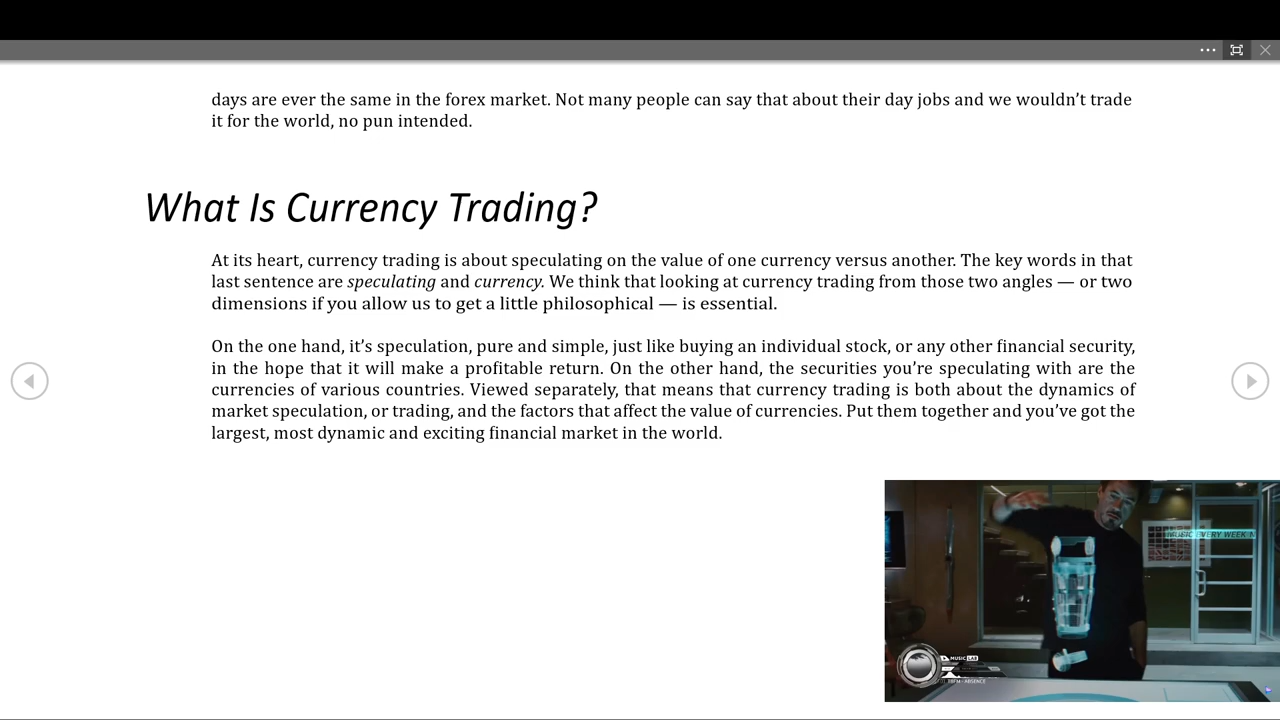 days are ever the same in the forex market. Not many people can say that about their day jobs and we wouldn’t trade
it for the world, no pun intended.
What Is Currency Trading?
At its heart, currency trading is about speculating on the value of one currency versus another. The key words in that
last sentence are speculating and currency. We think that looking at currency trading from those two angles — or two
dimensions if you allow us to get a little philosophical — is essential.
On the one hand, it’s speculation, pure and simple, just like buying an individual stock, or any other financial security,
in the hope that it will make a profitable return. On the other hand, the securities you’re speculating with are the
currencies of various countries. Viewed separately, that means that currency trading is both about the dynamics of
market speculation, or trading, and the factors that affect the value of currencies. Put them together and you’ve got the
largest, most dynamic and exciting financial market in the world.
MUSIC EVERY WEEK N
MUSIC LAB
ABSENCE